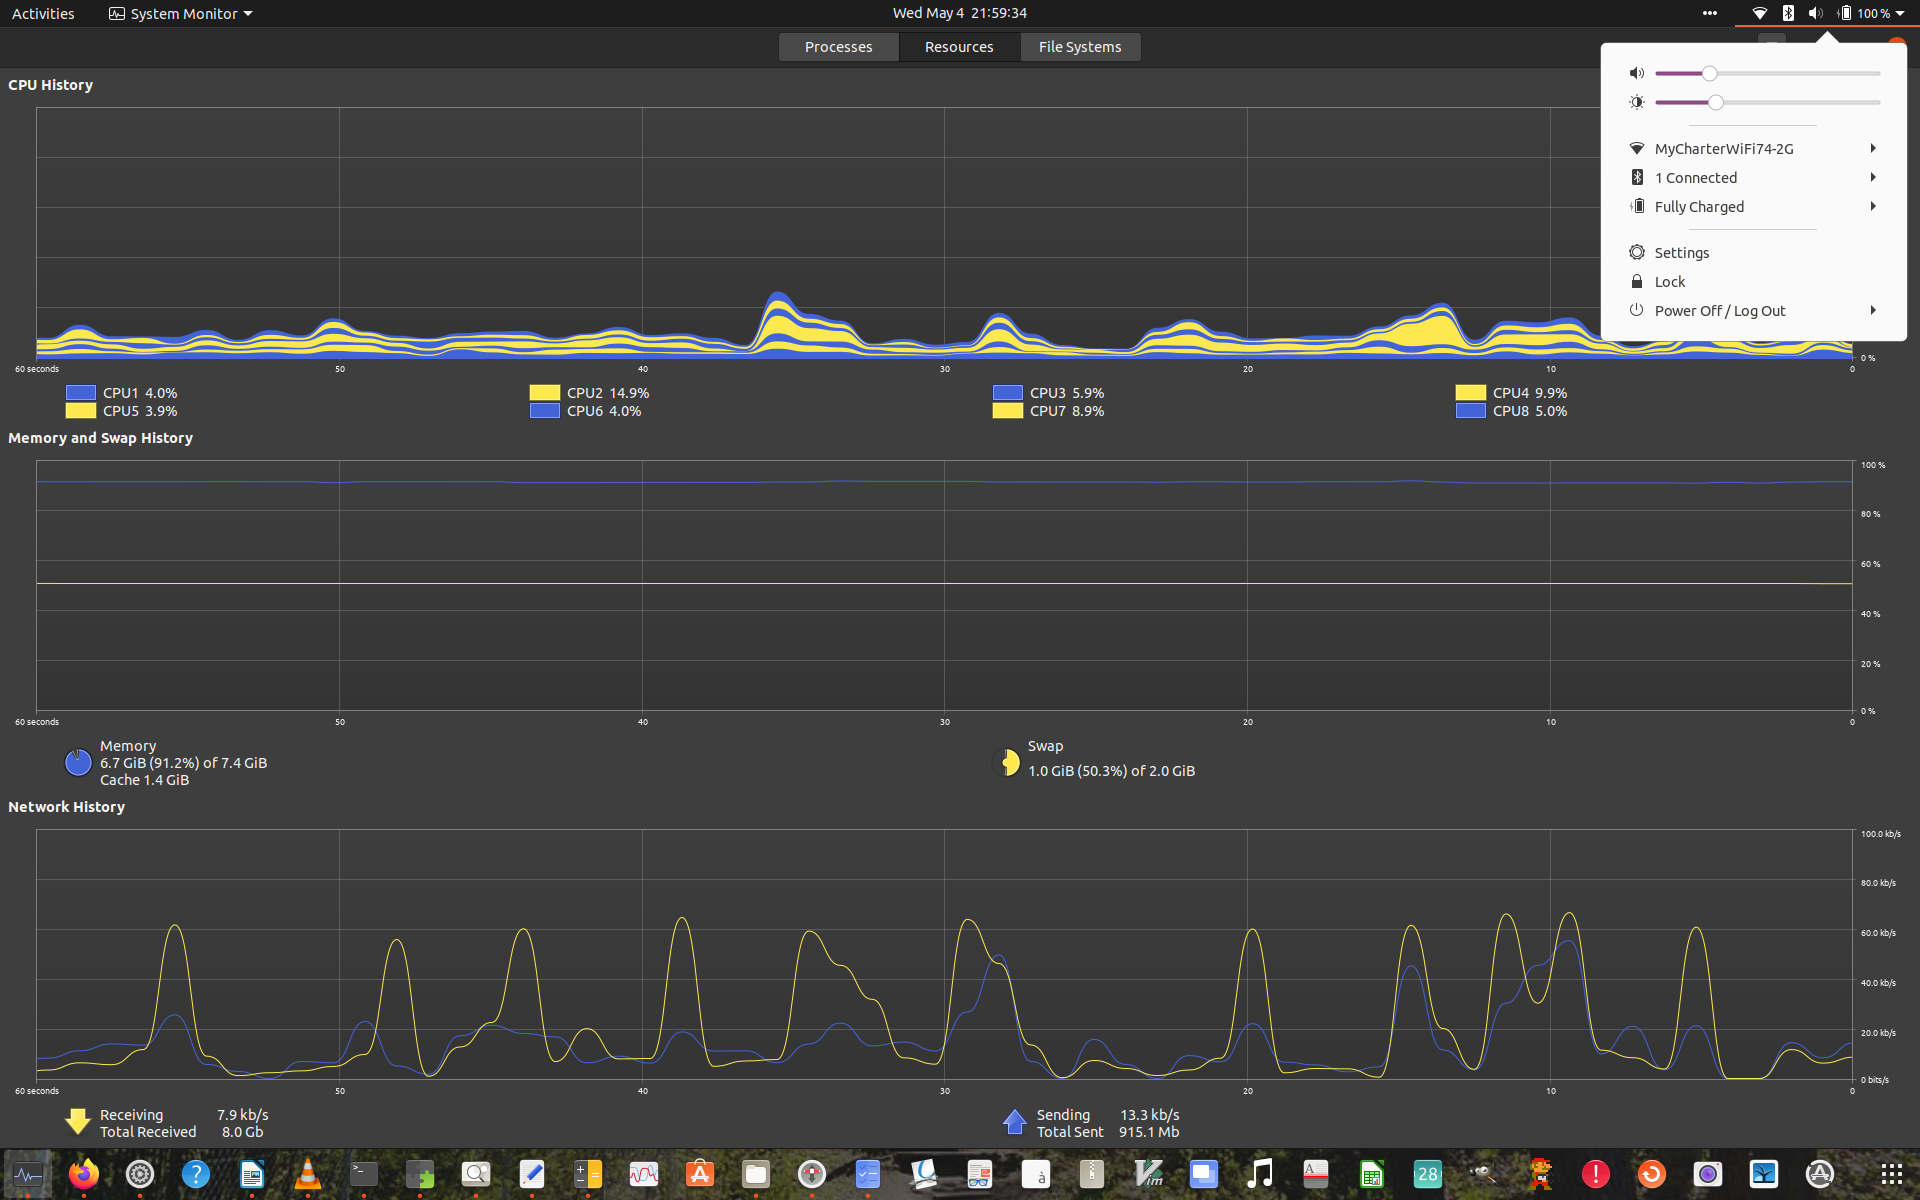 Activities System Monitor Wed May 4 21:59:34 100 %
Processes Resources File Systems
CPU History
MyCharterWiFi74-2G
1 Connected
Fully Charged
Settings
Lock
Power Off / Log Out
0 %
60 seconds 50 40 30 20 10 0
CPU1 4.0% CPU2 14.9% CPU3 5.9% CPU4 9.9%
CPU5 3.9% CPU6 4.0% CPU7 8.9% CPU8 5.0%
Memory and Swap History
100 %
80 %
60 %
40 %
20 %
0 %
60 seconds 50 40 30 20 10 0
Memory
6.7 GiB (91.2%) of 7.4 GiB
Cache 1.4 GiB
Swap
1.0 GiB (50.3%) of 2.0 GiB
Network History
100.0 kb/s
80.0 kb/s
60.0 kb/s
40.0 kb/s
20.0 kb/s
0 bits/s
60 seconds 50 40 30 20 10 0
Receiving 7.9 kb/s
Total Received 8.0 Gb
Sending 13.3 kb/s
Total Sent 915.1 Mb
? >_ à Vim A 28 !